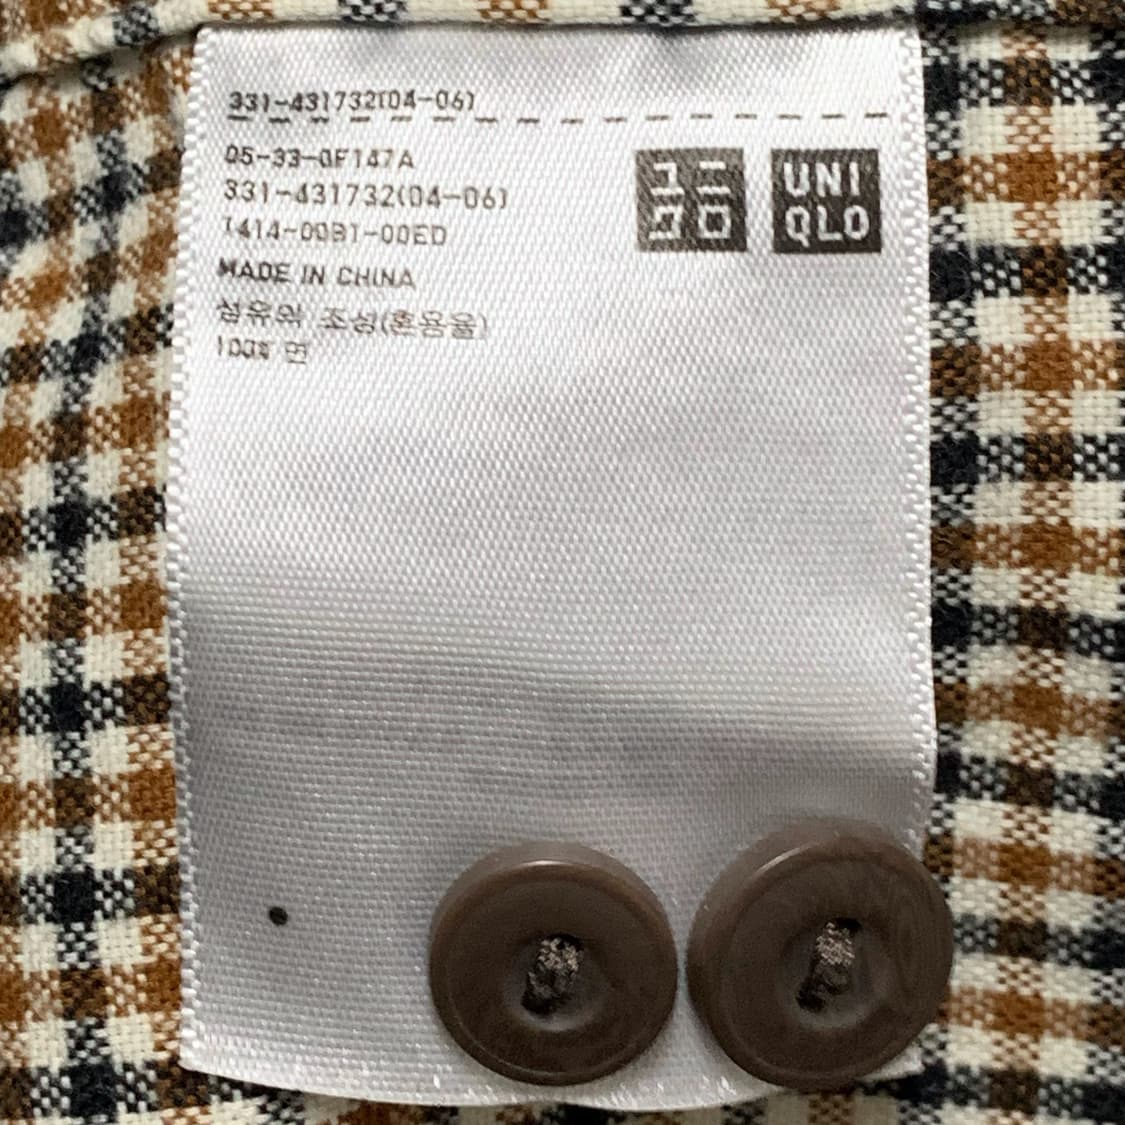 331-431732(04-06)
05-33-0F147A
331-431732(04-06)
1414-00B1-00ED
MADE IN CHINA
섬유의 조성(혼용율)
100% 면
ユニ
クロ
UNI
QLO